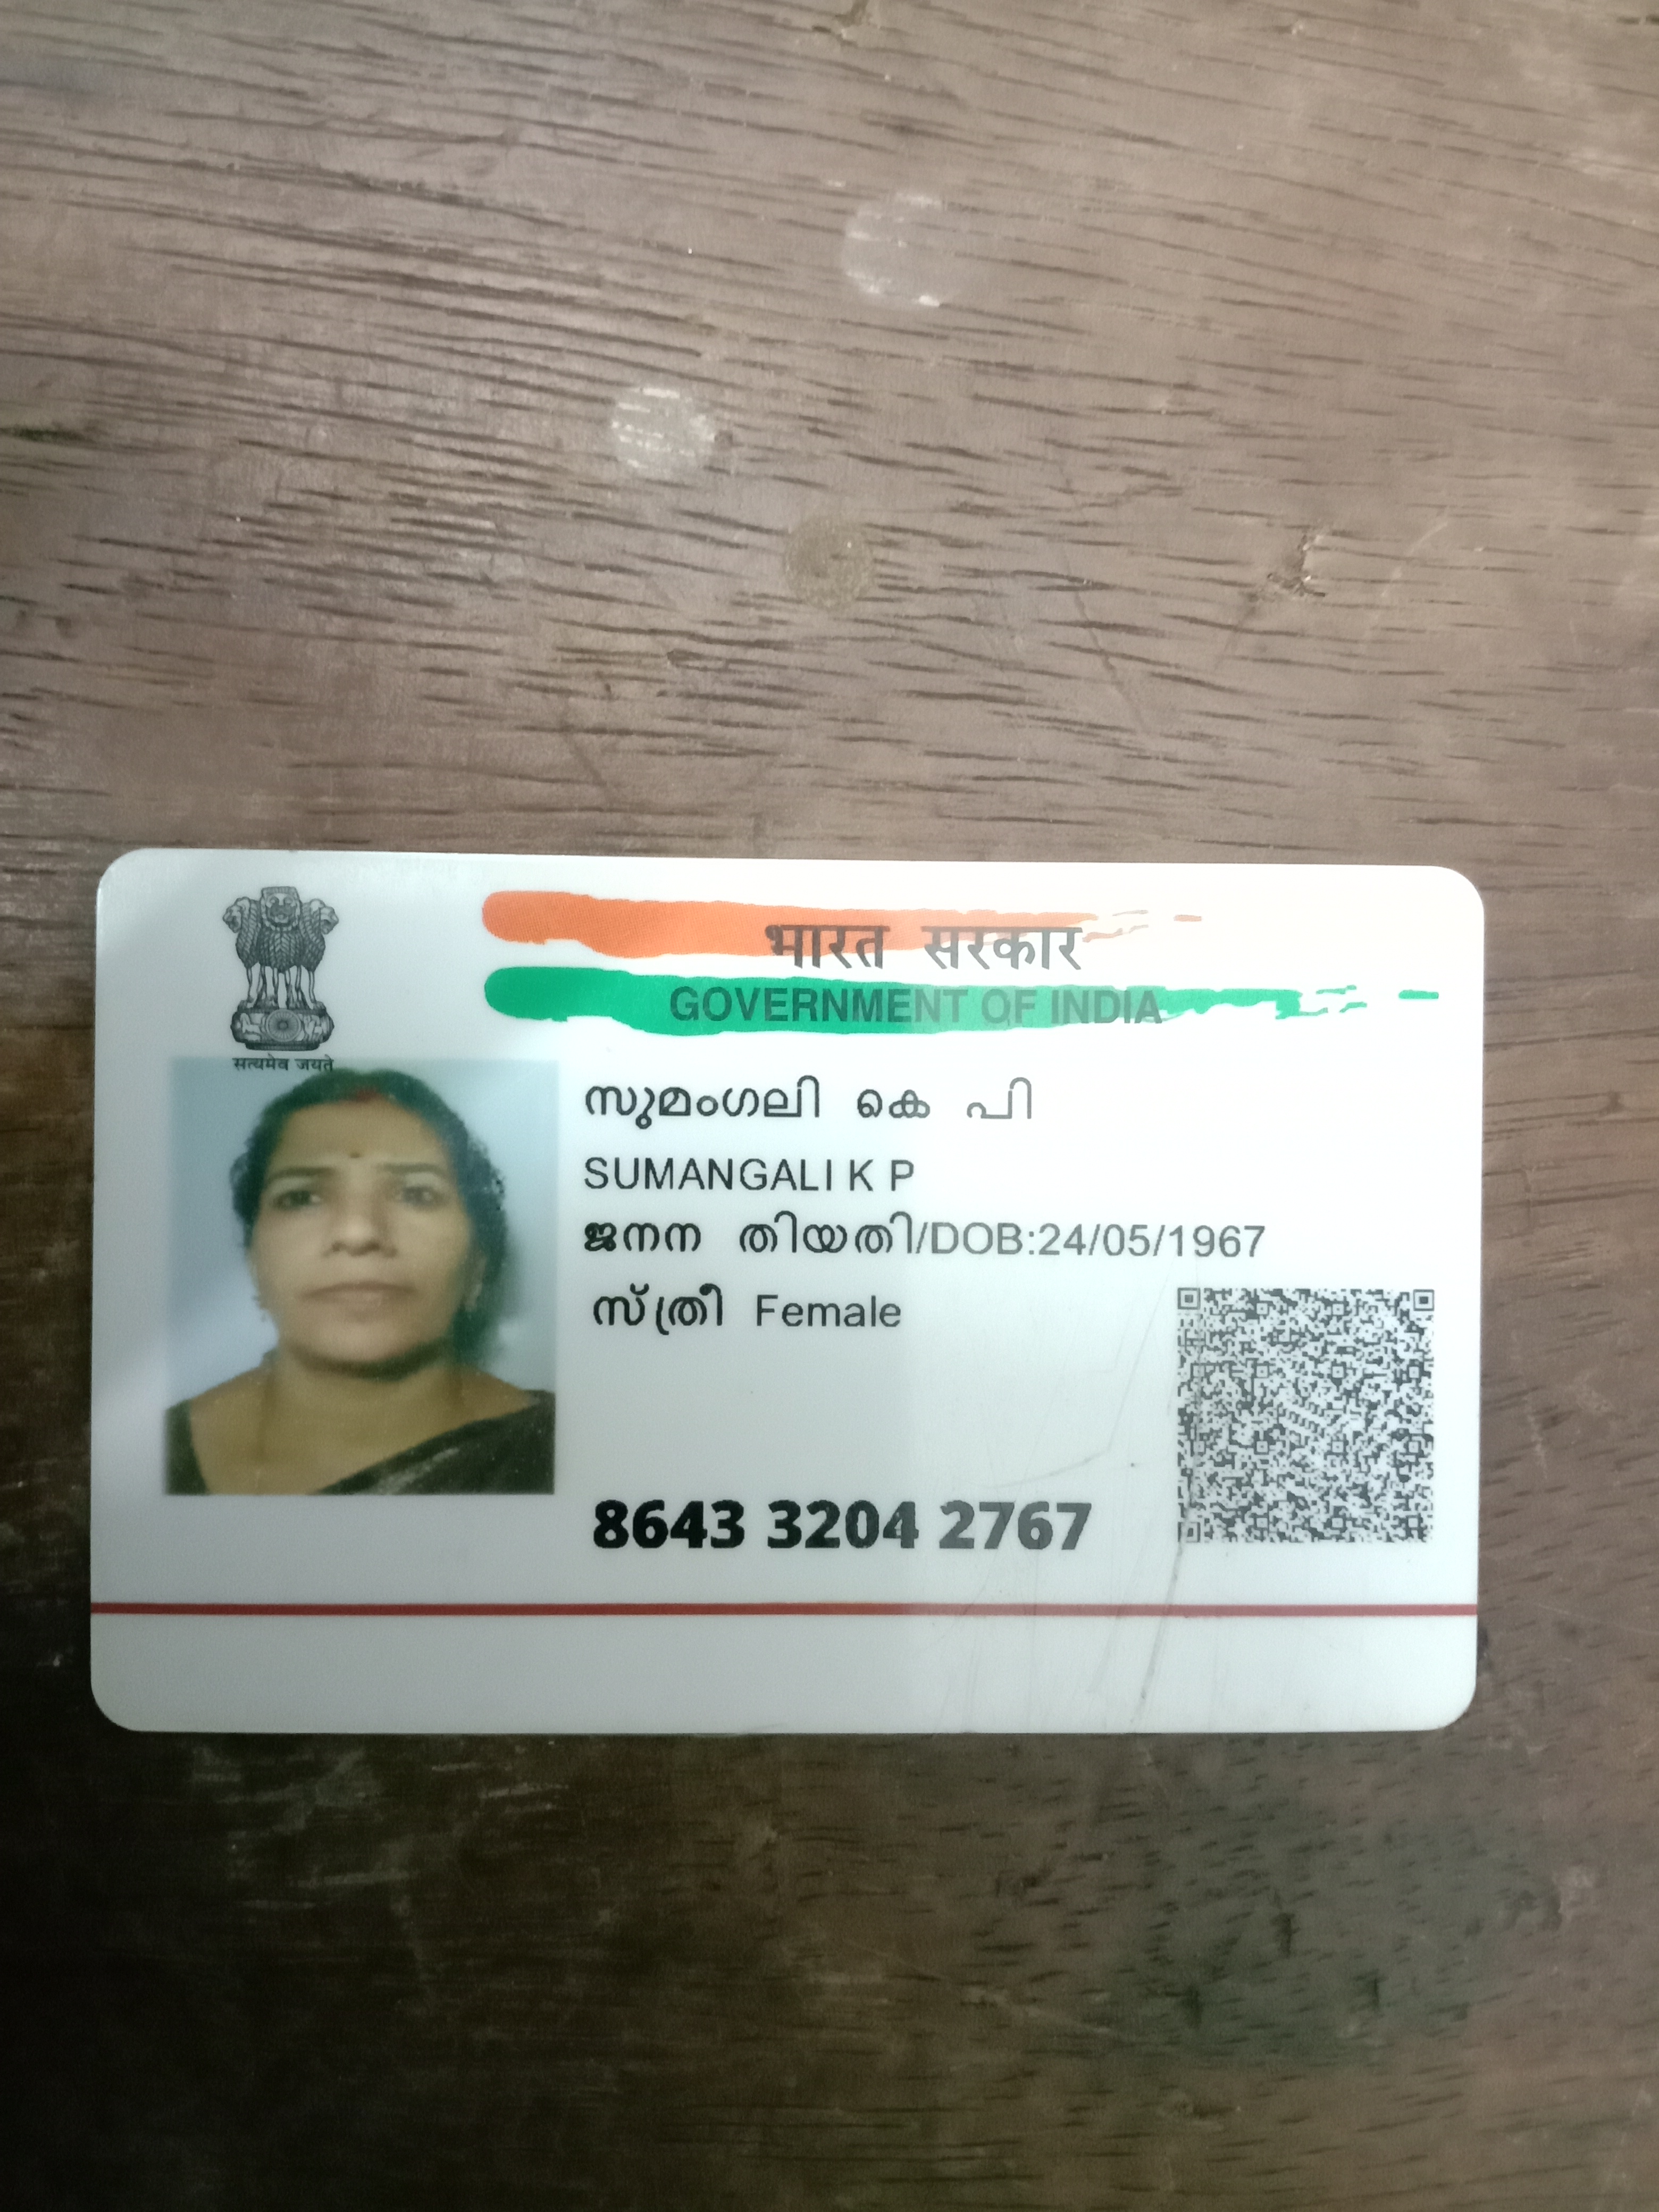 भारत सरकार
GOVERNMENT OF INDIA
सत्यमेव जयते
സുമംഗലി കെ പി
SUMANGALI K P
ജനന തിയതി/DOB:24/05/1967
സ്ത്രീ Female
8643 3204 2767